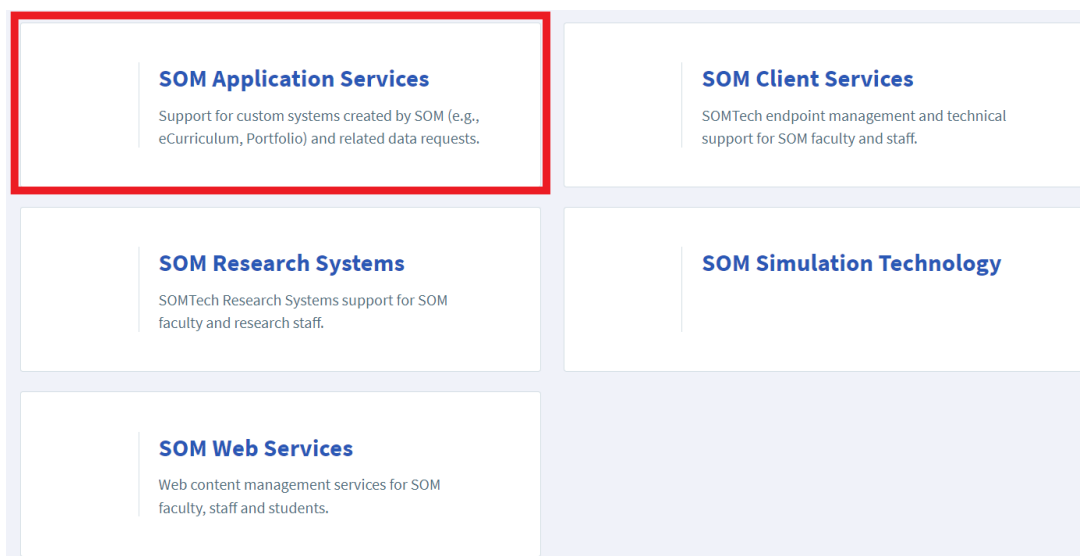 SOM Application Services
Support for custom systems created by SOM (e.g.,
eCurriculum, Portfolio) and related data requests.
SOM Client Services
SOMTech endpoint management and technical
support for SOM faculty and staff.
SOM Research Systems
SOMTech Research Systems support for SOM
faculty and research staff.
SOM Simulation Technology
SOM Web Services
Web content management services for SOM
faculty, staff and students.